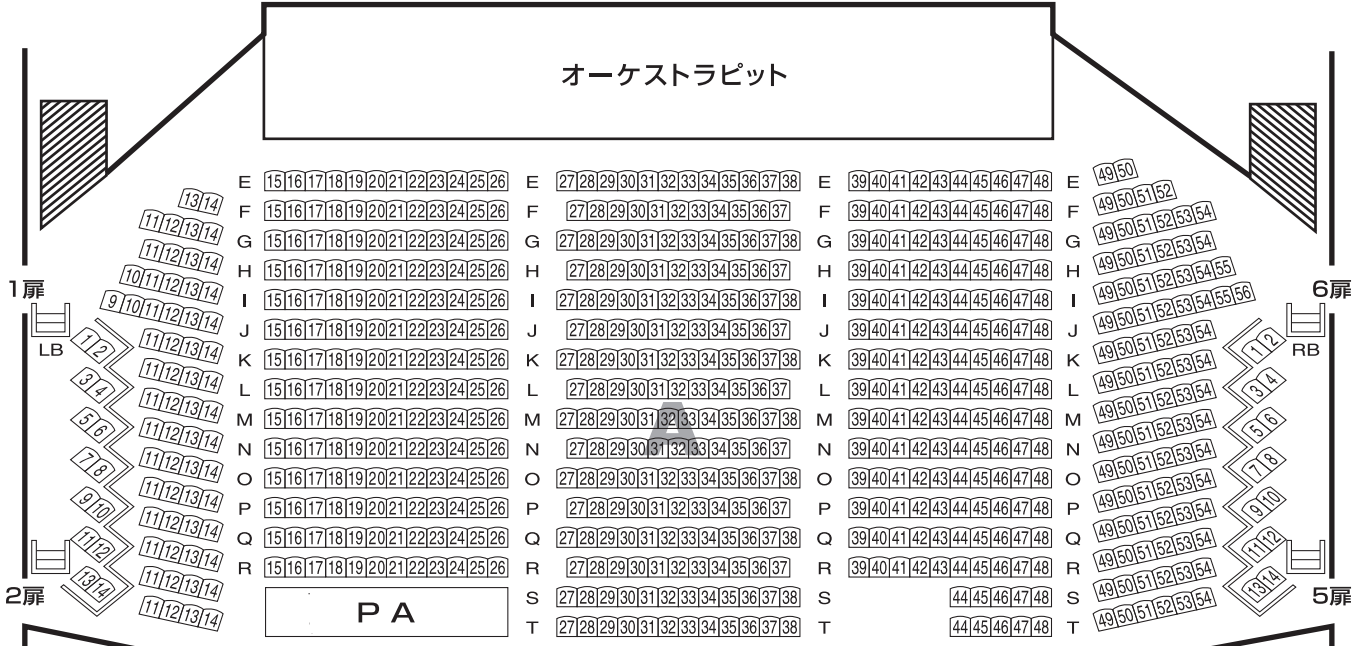 オーケストラピット
E 15 16 17 18 19 20 21 22 23 24 25 26 E 27 28 29 30 31 32 33 34 35 36 37 38 E 39 40 41 42 43 44 45 46 47 48 E 49 50
13 14 F 15 16 17 18 19 20 21 22 23 24 25 26 F 27 28 29 30 31 32 33 34 35 36 37 F 39 40 41 42 43 44 45 46 47 48 F 49 50 51 52
11 12 13 14 G 15 16 17 18 19 20 21 22 23 24 25 26 G 27 28 29 30 31 32 33 34 35 36 37 38 G 39 40 41 42 43 44 45 46 47 48 G 49 50 51 52 53 54
11 12 13 14 H 15 16 17 18 19 20 21 22 23 24 25 26 H 27 28 29 30 31 32 33 34 35 36 37 H 39 40 41 42 43 44 45 46 47 48 H 49 50 51 52 53 54
10 11 12 13 14 I 15 16 17 18 19 20 21 22 23 24 25 26 I 27 28 29 30 31 32 33 34 35 36 37 38 I 39 40 41 42 43 44 45 46 47 48 I 49 50 51 52 53 54 55
9 10 11 12 13 14 J 15 16 17 18 19 20 21 22 23 24 25 26 J 27 28 29 30 31 32 33 34 35 36 37 J 39 40 41 42 43 44 45 46 47 48 J 49 50 51 52 53 54 55 56
11 12 13 14 K 15 16 17 18 19 20 21 22 23 24 25 26 K 27 28 29 30 31 32 33 34 35 36 37 38 K 39 40 41 42 43 44 45 46 47 48 K 49 50 51 52 53 54
11 12 13 14 L 15 16 17 18 19 20 21 22 23 24 25 26 L 27 28 29 30 31 32 33 34 35 36 37 L 39 40 41 42 43 44 45 46 47 48 L 49 50 51 52 53 54
11 12 13 14 M 15 16 17 18 19 20 21 22 23 24 25 26 M 27 28 29 30 31 32 33 34 35 36 37 38 M 39 40 41 42 43 44 45 46 47 48 M 49 50 51 52 53 54
11 12 13 14 N 15 16 17 18 19 20 21 22 23 24 25 26 N 27 28 29 30 31 32 33 34 35 36 37 N 39 40 41 42 43 44 45 46 47 48 N 49 50 51 52 53 54
11 12 13 14 O 15 16 17 18 19 20 21 22 23 24 25 26 O 27 28 29 30 31 32 33 34 35 36 37 38 O 39 40 41 42 43 44 45 46 47 48 O 49 50 51 52 53 54
11 12 13 14 P 15 16 17 18 19 20 21 22 23 24 25 26 P 27 28 29 30 31 32 33 34 35 36 37 P 39 40 41 42 43 44 45 46 47 48 P 49 50 51 52 53 54
11 12 13 14 Q 15 16 17 18 19 20 21 22 23 24 25 26 Q 27 28 29 30 31 32 33 34 35 36 37 38 Q 39 40 41 42 43 44 45 46 47 48 Q 49 50 51 52 53 54
11 12 13 14 R 15 16 17 18 19 20 21 22 23 24 25 26 R 27 28 29 30 31 32 33 34 35 36 37 R 39 40 41 42 43 44 45 46 47 48 R 49 50 51 52 53 54
11 12 13 14 S 27 28 29 30 31 32 33 34 35 36 37 38 S 44 45 46 47 48 S 49 50 51 52 53 54
11 12 13 14 T 27 28 29 30 31 32 33 34 35 36 37 38 T 44 45 46 47 48 T 49 50 51 52 53 54
PA
A
1扉
LB
1 2
3 4
5 6
7 8
9 10
11 12
13 14
2扉
6扉
RB
1 2
3 4
5 6
7 8
9 10
11 12
13 14
5扉